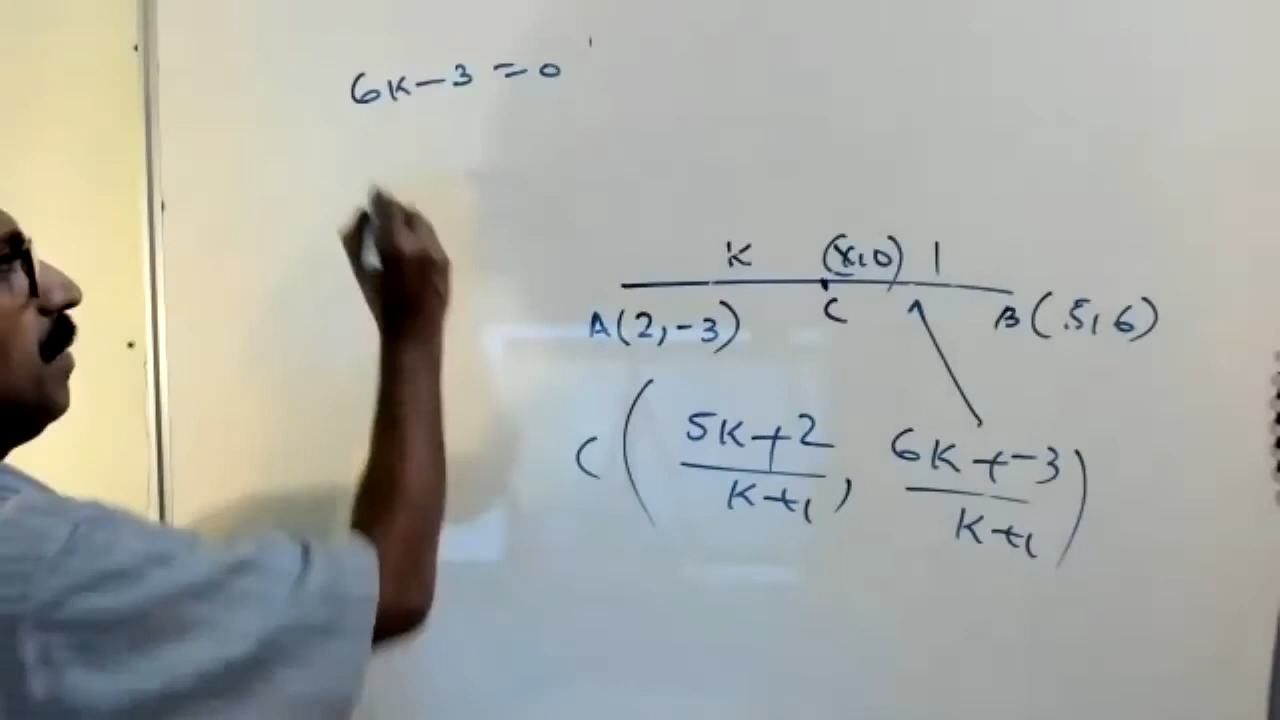 6K-3=0
K (x,0) 1
A(2,-3) C B(5,6)
C(5K+2/K+1, 6K+-3/K+1)